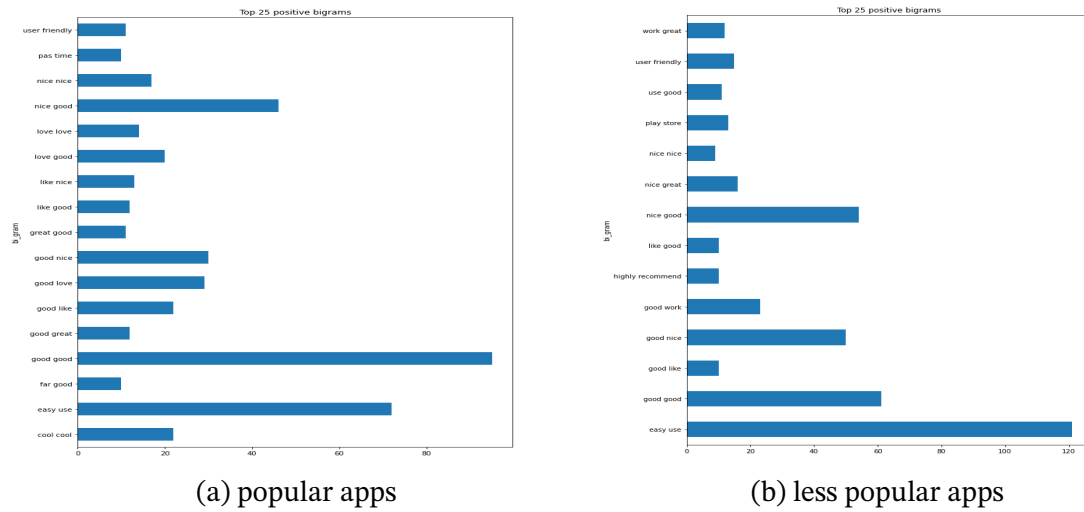 Top 25 positive bigrams
user friendly
pas time
nice nice
nice good
love love
love good
like nice
like good
great good
good nice
good love
good like
good great
good good
far good
easy use
cool cool
bi_gram
0 20 40 60 80
(a) popular apps
Top 25 positive bigrams
work great
user friendly
use good
play store
nice nice
nice great
nice good
like good
highly recommend
good work
good nice
good like
good good
easy use
bi_gram
0 20 40 60 80 100 120
(b) less popular apps